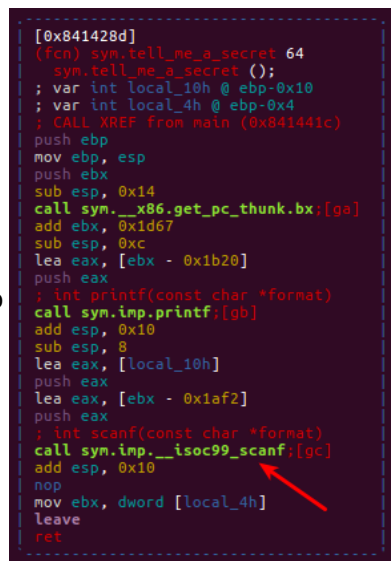 [0x841428d]
(fcn) sym.tell_me_a_secret 64
sym.tell_me_a_secret ();
; var int local_10h @ ebp-0x10
; var int local_4h @ ebp-0x4
; CALL XREF from main (0x841441c)
push ebp
mov ebp, esp
push ebx
sub esp, 0x14
call sym.__x86.get_pc_thunk.bx;[ga]
add ebx, 0x1d67
sub esp, 0xc
lea eax, [ebx - 0x1b20]
push eax
; int printf(const char *format)
call sym.imp.printf;[gb]
add esp, 0x10
sub esp, 8
lea eax, [local_10h]
push eax
lea eax, [ebx - 0x1af2]
push eax
; int scanf(const char *format)
call sym.imp.__isoc99_scanf;[gc]
add esp, 0x10
nop
mov ebx, dword [local_4h]
leave
ret